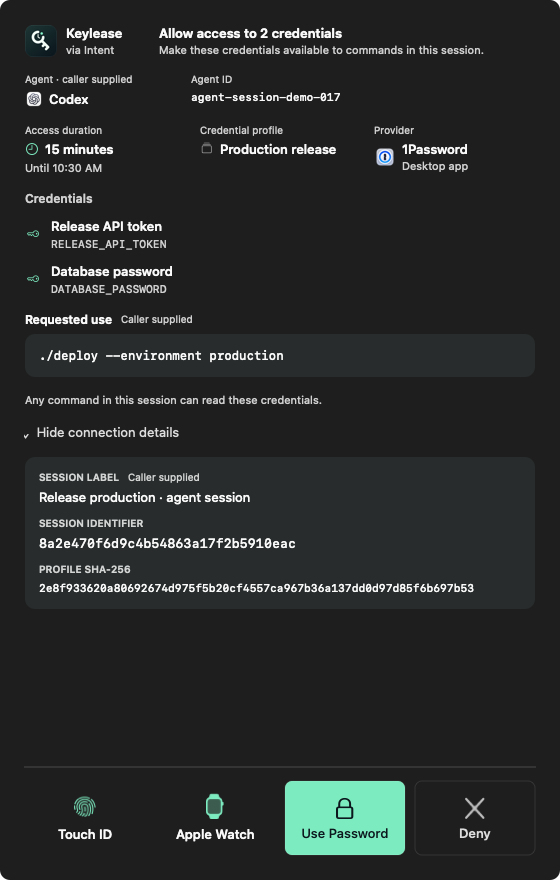 Keylease
via Intent
Allow access to 2 credentials
Make these credentials available to commands in this session.
Agent · caller supplied
Codex
Agent ID
agent-session-demo-017
Access duration
15 minutes
Until 10:30 AM
Credential profile
Production release
Provider
1Password
Desktop app
Credentials
Release API token
RELEASE_API_TOKEN
Database password
DATABASE_PASSWORD
Requested use Caller supplied
./deploy --environment production
Any command in this session can read these credentials.
Hide connection details
SESSION LABEL Caller supplied
Release production · agent session
SESSION IDENTIFIER
8a2e470f6d9c4b54863a17f2b5910eac
PROFILE SHA-256
2e8f933620a80692674d975f5b20cf4557ca967b36a137dd0d97d85f6b697b53
Touch ID
Apple Watch
Use Password
Deny